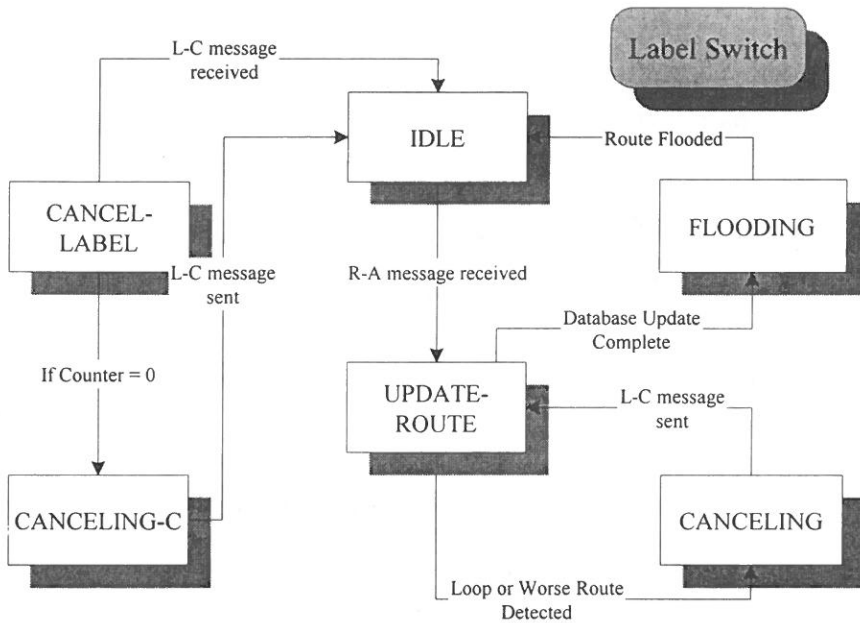 Label Switch
L-C message
received
IDLE
Route Flooded
CANCEL-
LABEL
FLOODING
L-C message
sent
R-A message received
Database Update
Complete
If Counter = 0
UPDATE-
ROUTE
L-C message
sent
CANCELING-C
CANCELING
Loop or Worse Route
Detected